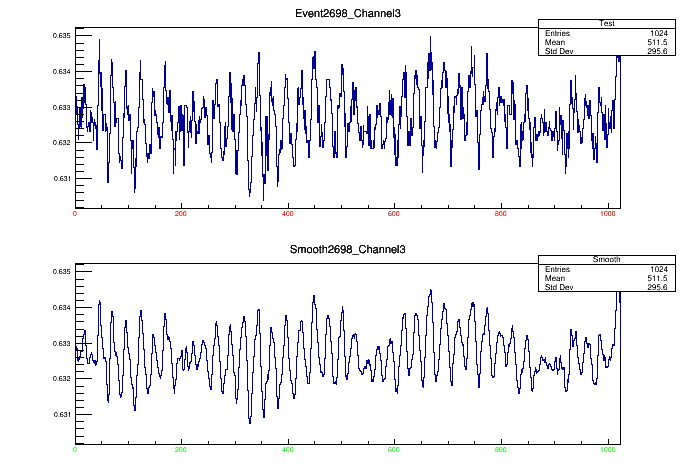 Event2698_Channel3
Test
Entries 1024
Mean 511.5
Std Dev 295.6
0.635
0.634
0.633
0.632
0.631
0 200 400 600 800 1000
Smooth2698_Channel3
Smooth
Entries 1024
Mean 511.5
Std Dev 295.6
0.635
0.634
0.633
0.632
0.631
0 200 400 600 800 1000